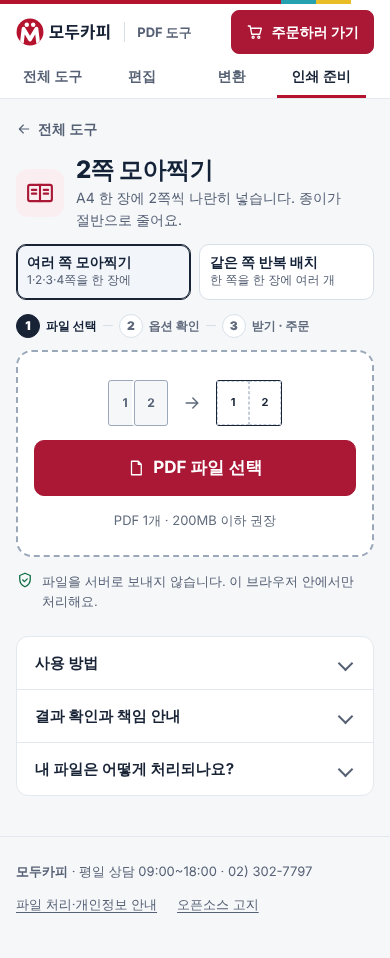 모두카피
PDF 도구
주문하러 가기
전체 도구
편집
변환
인쇄 준비
← 전체 도구
2쪽 모아찍기
A4 한 장에 2쪽씩 나란히 넣습니다. 종이가
절반으로 줄어요.
여러 쪽 모아찍기
1·2·3·4쪽을 한 장에
같은 쪽 반복 배치
한 쪽을 한 장에 여러 개
1 파일 선택
2 옵션 확인
3 받기 · 주문
1 2 → 1 2
PDF 파일 선택
PDF 1개 · 200MB 이하 권장
파일을 서버로 보내지 않습니다. 이 브라우저 안에서만
처리해요.
사용 방법
결과 확인과 책임 안내
내 파일은 어떻게 처리되나요?
모두카피 · 평일 상담 09:00~18:00 · 02) 302-7797
파일 처리·개인정보 안내
오픈소스 고지